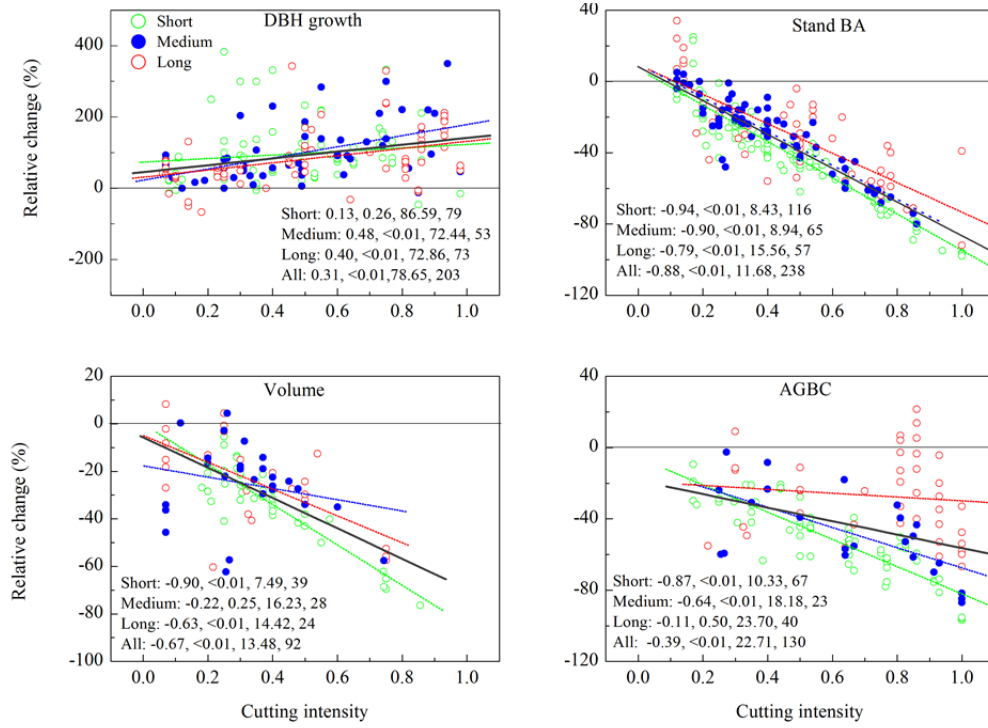 DBH growth
Short
Medium
Long
400
200
0
-200
Relative change (%)
Short: 0.13, 0.26, 86.59, 79
Medium: 0.48, <0.01, 72.44, 53
Long: 0.40, <0.01, 72.86, 73
All: 0.31, <0.01,78.65, 203
0.0 0.2 0.4 0.6 0.8 1.0
Stand BA
40
0
-40
-80
-120
Short: -0.94, <0.01, 8.43, 116
Medium: -0.90, <0.01, 8.94, 65
Long: -0.79, <0.01, 15.56, 57
All: -0.88, <0.01, 11.68, 238
0.0 0.2 0.4 0.6 0.8 1.0
Volume
20
0
-20
-40
-60
-80
-100
Relative change (%)
Short: -0.90, <0.01, 7.49, 39
Medium: -0.22, 0.25, 16.23, 28
Long: -0.63, <0.01, 14.42, 24
All: -0.67, <0.01, 13.48, 92
0.0 0.2 0.4 0.6 0.8 1.0
Cutting intensity
AGBC
40
0
-40
-80
-120
Short: -0.87, <0.01, 10.33, 67
Medium: -0.64, <0.01, 18.18, 23
Long: -0.11, 0.50, 23.70, 40
All: -0.39, <0.01, 22.71, 130
0.0 0.2 0.4 0.6 0.8 1.0
Cutting intensity